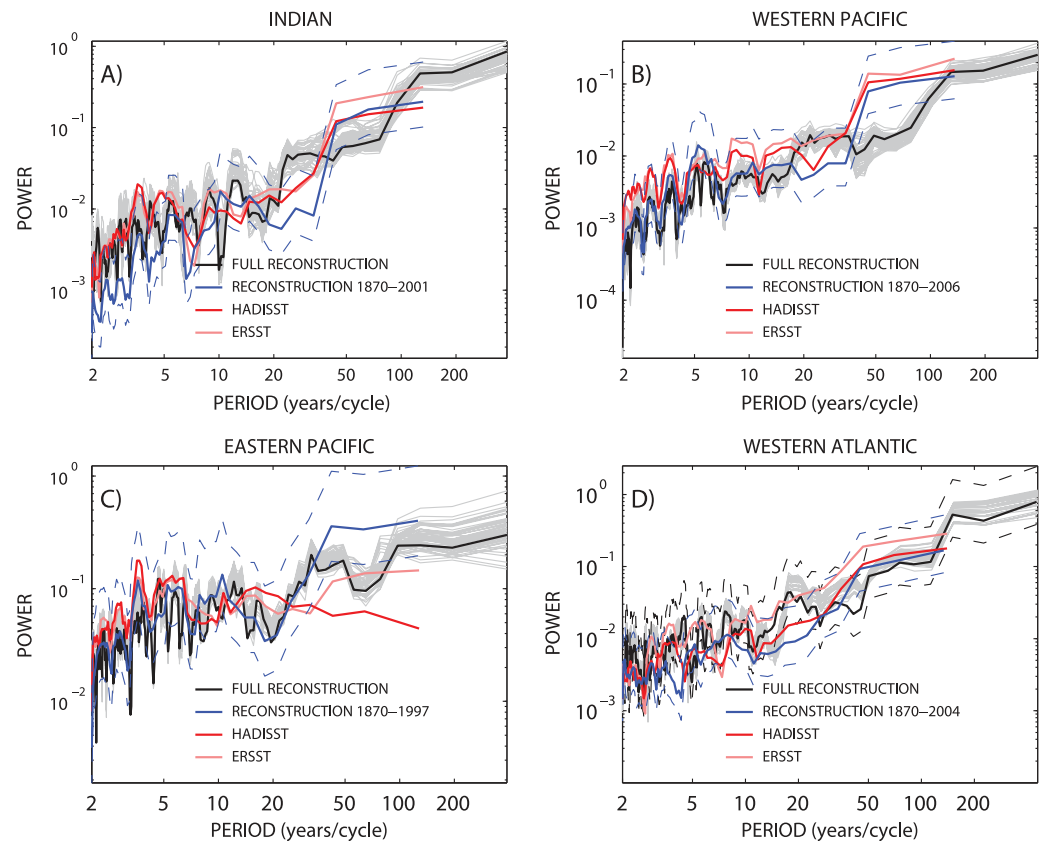 INDIAN
A)
POWER
10^0
10^-1
10^-2
10^-3
FULL RECONSTRUCTION
RECONSTRUCTION 1870–2001
HADISST
ERSST
2 5 10 20 50 100 200
PERIOD (years/cycle)
WESTERN PACIFIC
B)
POWER
10^-1
10^-2
10^-3
10^-4
FULL RECONSTRUCTION
RECONSTRUCTION 1870–2006
HADISST
ERSST
2 5 10 20 50 100 200
PERIOD (years/cycle)
EASTERN PACIFIC
C)
POWER
10^0
10^-1
10^-2
FULL RECONSTRUCTION
RECONSTRUCTION 1870–1997
HADISST
ERSST
2 5 10 20 50 100 200
PERIOD (years/cycle)
WESTERN ATLANTIC
D)
POWER
10^0
10^-1
10^-2
10^-3
FULL RECONSTRUCTION
RECONSTRUCTION 1870–2004
HADISST
ERSST
2 5 10 20 50 100 200
PERIOD (years/cycle)